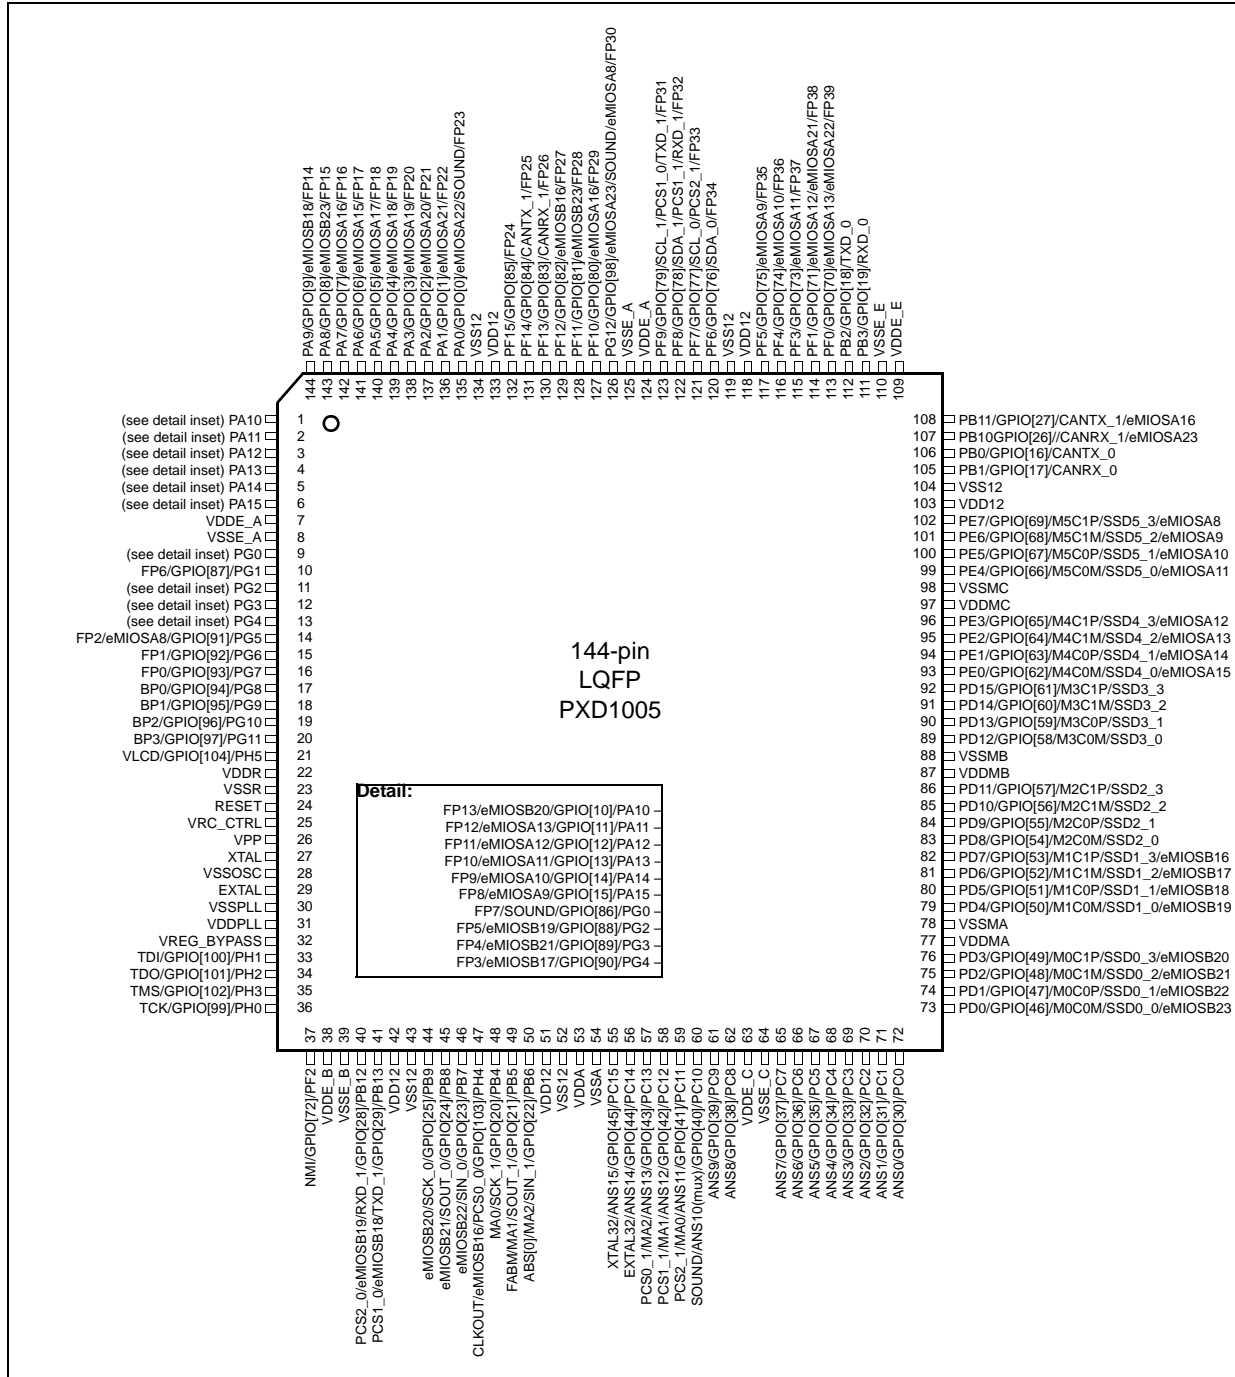 PA9/GPIO[9]/eMIOSB18/FP14
PA8/GPIO[8]/eMIOSB23/FP15
PA7/GPIO[7]/eMIOSA16/FP16
PA6/GPIO[6]/eMIOSA15/FP17
PA5/GPIO[5]/eMIOSA17/FP18
PA4/GPIO[4]/eMIOSA18/FP19
PA3/GPIO[3]/eMIOSA19/FP20
PA2/GPIO[2]/eMIOSA20/FP21
PA1/GPIO[1]/eMIOSA21/FP22
PA0/GPIO[0]/eMIOSA22/SOUND/FP23
VSS12
VDD12
PF15/GPIO[85]/FP24
PF14/GPIO[84]/CANTX_1/FP25
PF13/GPIO[83]/CANRX_1/FP26
PF12/GPIO[82]/eMIOSB16/FP27
PF11/GPIO[81]/eMIOSB23/FP28
PF10/GPIO[80]/eMIOSA16/FP29
PG12/GPIO[98]/eMIOSA23/SOUND/eMIOSA8/FP30
VSSE_A
VDDE_A
PF9/GPIO[79]/SCL_1/PCS1_0/TXD_1/FP31
PF8/GPIO[78]/SDA_1/PCS1_1/RXD_1/FP32
PF7/GPIO[77]/SCL_0/PCS2_1/FP33
PF6/GPIO[76]/SDA_0/FP34
VSS12
VDD12
PF5/GPIO[75]/eMIOSA9/FP35
PF4/GPIO[74]/eMIOSA10/FP36
PF3/GPIO[73]/eMIOSA11/FP37
PF1/GPIO[71]/eMIOSA12/eMIOSA21/FP38
PF0/GPIO[70]/eMIOSA13/eMIOSA22/FP39
PB2/GPIO[18]/TXD_0
PB3/GPIO[19]/RXD_0
VSSE_E
VDDE_E
144 143 142 141 140 139 138 137 136 135 134 133 132 131 130 129 128 127 126 125 124 123 122 121 120 119 118 117 116 115 114 113 112 111 110 109
(see detail inset) PA10 1
(see detail inset) PA11 2
(see detail inset) PA12 3
(see detail inset) PA13 4
(see detail inset) PA14 5
(see detail inset) PA15 6
VDDE_A 7
VSSE_A 8
(see detail inset) PG0 9
FP6/GPIO[87]/PG1 10
(see detail inset) PG2 11
(see detail inset) PG3 12
(see detail inset) PG4 13
FP2/eMIOSA8/GPIO[91]/PG5 14
FP1/GPIO[92]/PG6 15
FP0/GPIO[93]/PG7 16
BP0/GPIO[94]/PG8 17
BP1/GPIO[95]/PG9 18
BP2/GPIO[96]/PG10 19
BP3/GPIO[97]/PG11 20
VLCD/GPIO[104]/PH5 21
VDDR 22
VSSR 23
RESET 24
VRC_CTRL 25
VPP 26
XTAL 27
VSSOSC 28
EXTAL 29
VSSPLL 30
VDDPLL 31
VREG_BYPASS 32
TDI/GPIO[100]/PH1 33
TDO/GPIO[101]/PH2 34
TMS/GPIO[102]/PH3 35
TCK/GPIO[99]/PH0 36
144-pin
LQFP
PXD1005
Detail:
FP13/eMIOSB20/GPIO[10]/PA10
FP12/eMIOSA13/GPIO[11]/PA11
FP11/eMIOSA12/GPIO[12]/PA12
FP10/eMIOSA11/GPIO[13]/PA13
FP9/eMIOSA10/GPIO[14]/PA14
FP8/eMIOSA9/GPIO[15]/PA15
FP7/SOUND/GPIO[86]/PG0
FP5/eMIOSB19/GPIO[88]/PG2
FP4/eMIOSB21/GPIO[89]/PG3
FP3/eMIOSB17/GPIO[90]/PG4
108 PB11/GPIO[27]/CANTX_1/eMIOSA16
107 PB10GPIO[26]//CANRX_1/eMIOSA23
106 PB0/GPIO[16]/CANTX_0
105 PB1/GPIO[17]/CANRX_0
104 VSS12
103 VDD12
102 PE7/GPIO[69]/M5C1P/SSD5_3/eMIOSA8
101 PE6/GPIO[68]/M5C1M/SSD5_2/eMIOSA9
100 PE5/GPIO[67]/M5C0P/SSD5_1/eMIOSA10
99 PE4/GPIO[66]/M5C0M/SSD5_0/eMIOSA11
98 VSSMC
97 VDDMC
96 PE3/GPIO[65]/M4C1P/SSD4_3/eMIOSA12
95 PE2/GPIO[64]/M4C1M/SSD4_2/eMIOSA13
94 PE1/GPIO[63]/M4C0P/SSD4_1/eMIOSA14
93 PE0/GPIO[62]/M4C0M/SSD4_0/eMIOSA15
92 PD15/GPIO[61]/M3C1P/SSD3_3
91 PD14/GPIO[60]/M3C1M/SSD3_2
90 PD13/GPIO[59]/M3C0P/SSD3_1
89 PD12/GPIO[58/M3C0M/SSD3_0
88 VSSMB
87 VDDMB
86 PD11/GPIO[57]/M2C1P/SSD2_3
85 PD10/GPIO[56]/M2C1M/SSD2_2
84 PD9/GPIO[55]/M2C0P/SSD2_1
83 PD8/GPIO[54]/M2C0M/SSD2_0
82 PD7/GPIO[53]/M1C1P/SSD1_3/eMIOSB16
81 PD6/GPIO[52]/M1C1M/SSD1_2/eMIOSB17
80 PD5/GPIO[51]/M1C0P/SSD1_1/eMIOSB18
79 PD4/GPIO[50]/M1C0M/SSD1_0/eMIOSB19
78 VSSMA
77 VDDMA
76 PD3/GPIO[49]/M0C1P/SSD0_3/eMIOSB20
75 PD2/GPIO[48]/M0C1M/SSD0_2/eMIOSB21
74 PD1/GPIO[47]/M0C0P/SSD0_1/eMIOSB22
73 PD0/GPIO[46]/M0C0M/SSD0_0/eMIOSB23
37 38 39 40 41 42 43 44 45 46 47 48 49 50 51 52 53 54 55 56 57 58 59 60 61 62 63 64 65 66 67 68 69 70 71 72
NMI/GPIO[72]/PF2
VDDE_B
VSSE_B
PCS2_0/eMIOSB19/RXD_1/GPIO[28]/PB12
PCS1_0/eMIOSB18/TXD_1/GPIO[29]/PB13
VDD12
VSS12
eMIOSB20/SCK_0/GPIO[25]/PB9
eMIOSB21/SOUT_0/GPIO[24]/PB8
eMIOSB22/SIN_0/GPIO[23]/PB7
CLKOUT/eMIOSB16/PCS0_0/GPIO[103]/PH4
MA0/SCK_1/GPIO[20]/PB4
FABM/MA1/SOUT_1/GPIO[21]/PB5
ABS[0]/MA2/SIN_1/GPIO[22]/PB6
VDD12
VSS12
VDDA
VSSA
XTAL32/ANS15/GPIO[45]/PC15
EXTAL32/ANS14/GPIO[44]/PC14
PCS0_1/MA2/ANS13/GPIO[43]/PC13
PCS1_1/MA1/ANS12/GPIO[42]/PC12
PCS2_1/MA0/ANS11/GPIO[41]/PC11
SOUND/ANS10(mux)/GPIO[40]/PC10
ANS9/GPIO[39]/PC9
ANS8/GPIO[38]/PC8
VDDE_C
VSSE_C
ANS7/GPIO[37]/PC7
ANS6/GPIO[36]/PC6
ANS5/GPIO[35]/PC5
ANS4/GPIO[34]/PC4
ANS3/GPIO[33]/PC3
ANS2/GPIO[32]/PC2
ANS1/GPIO[31]/PC1
ANS0/GPIO[30]/PC0